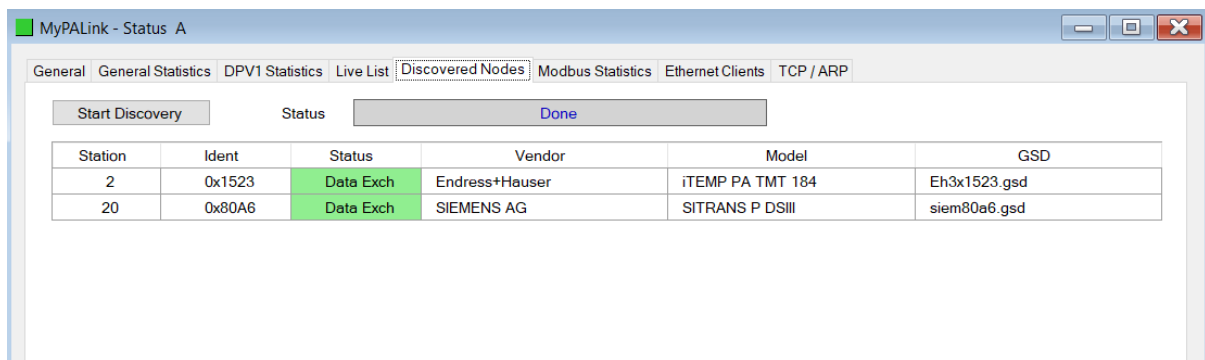 MyPALink - Status A
General General Statistics DPV1 Statistics Live List Discovered Nodes Modbus Statistics Ethernet Clients TCP / ARP
Start Discovery Status Done
Station Ident Status Vendor Model GSD
2 0x1523 Data Exch Endress+Hauser iTEMP PA TMT 184 Eh3x1523.gsd
20 0x80A6 Data Exch SIEMENS AG SITRANS P DSIII siem80a6.gsd